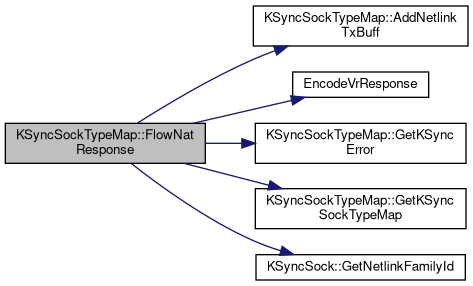 KSyncSockTypeMap::FlowNat
Response
KSyncSockTypeMap::AddNetlink
TxBuff
EncodeVrResponse
KSyncSockTypeMap::GetKSync
Error
KSyncSockTypeMap::GetKSync
SockTypeMap
KSyncSock::GetNetlinkFamilyId